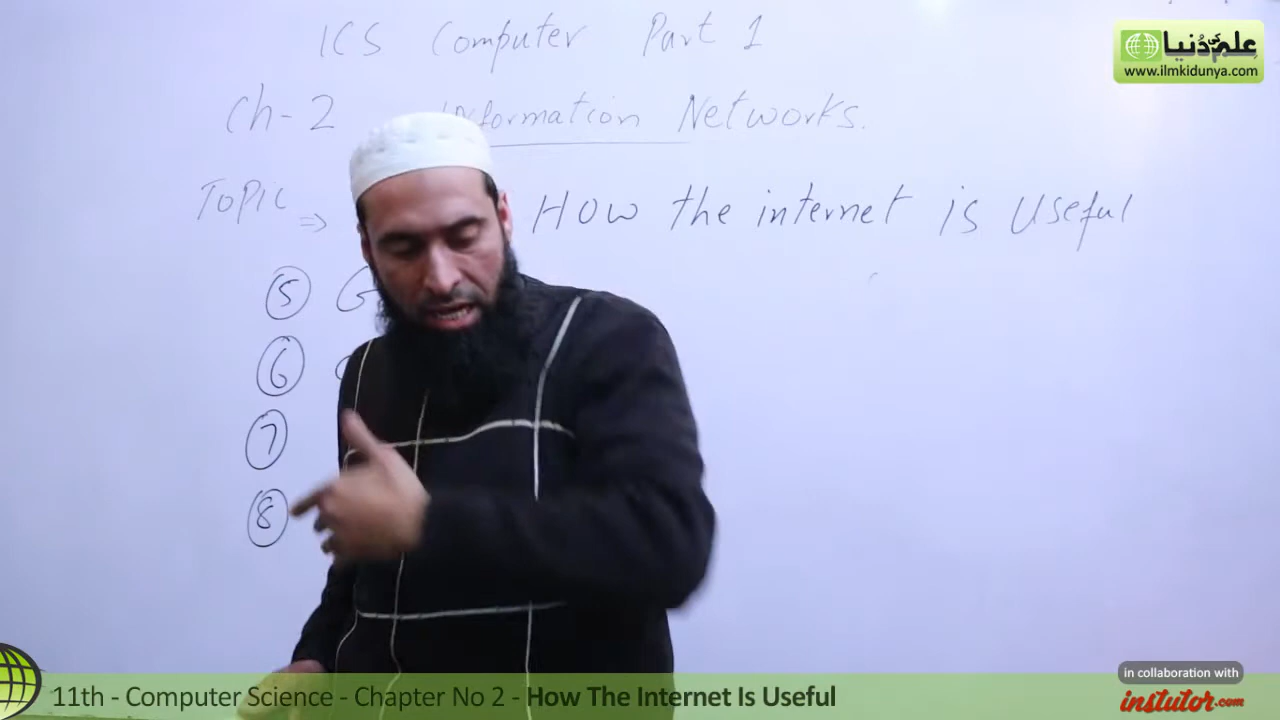 ICS Computer Part 1
علم کی دُنیا
www.ilmkidunya.com
Ch-2 Information Networks.
TOPIC ⇒ How the internet is Useful
5 G
6
7
8
in collaboration with
instutor.com
11th - Computer Science - Chapter No 2 - How The Internet Is Useful